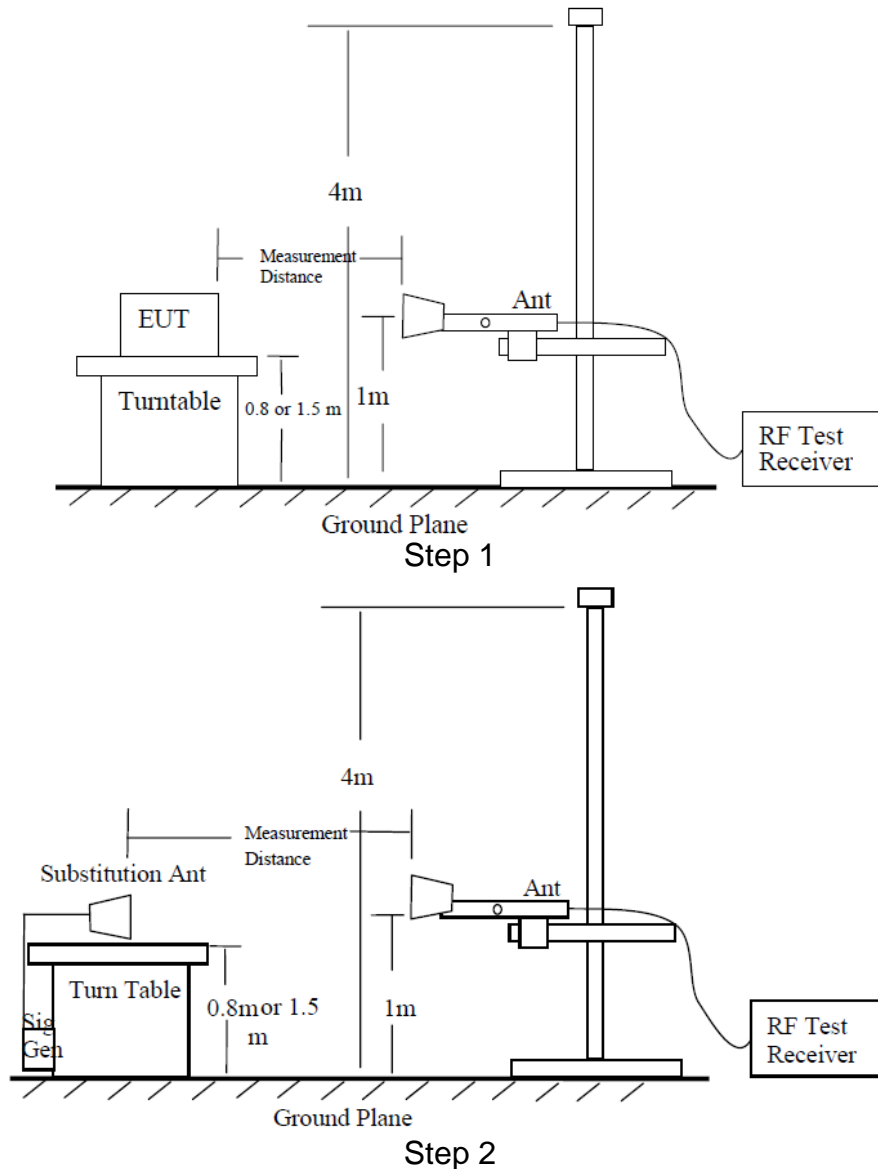 4m
Measurement
Distance
EUT
Ant
Turntable
0.8 or 1.5 m
1m
RF Test
Receiver
Ground Plane
Step 1
4m
Measurement
Distance
Substitution Ant
Ant
Turn Table
0.8m or 1.5
m
1m
Sig
Gen
RF Test
Receiver
Ground Plane
Step 2